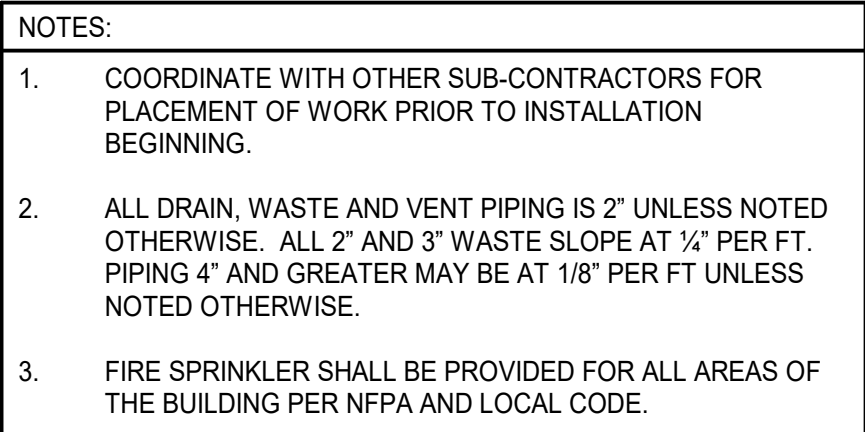 NOTES:
1. COORDINATE WITH OTHER SUB-CONTRACTORS FOR
PLACEMENT OF WORK PRIOR TO INSTALLATION
BEGINNING.
2. ALL DRAIN, WASTE AND VENT PIPING IS 2” UNLESS NOTED
OTHERWISE.  ALL 2” AND 3” WASTE SLOPE AT ¼” PER FT.
PIPING 4” AND GREATER MAY BE AT 1/8” PER FT UNLESS
NOTED OTHERWISE.
3. FIRE SPRINKLER SHALL BE PROVIDED FOR ALL AREAS OF
THE BUILDING PER NFPA AND LOCAL CODE.